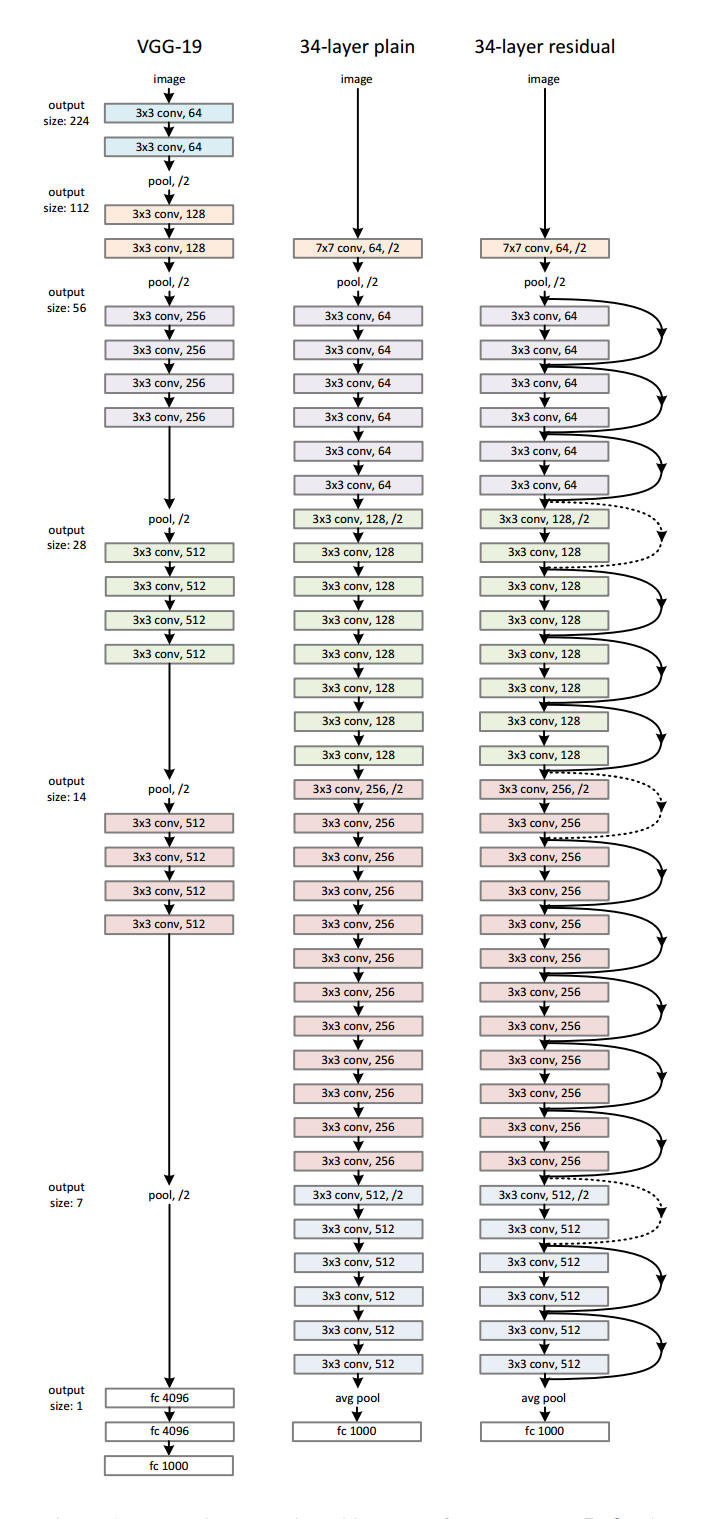 output
size: 224
output
size: 112
output
size: 56
output
size: 28
output
size: 14
output
size: 7
output
size: 1
VGG-19
image
3x3 conv, 64
3x3 conv, 64
pool, /2
3x3 conv, 128
3x3 conv, 128
pool, /2
3x3 conv, 256
3x3 conv, 256
3x3 conv, 256
3x3 conv, 256
pool, /2
3x3 conv, 512
3x3 conv, 512
3x3 conv, 512
3x3 conv, 512
pool, /2
3x3 conv, 512
3x3 conv, 512
3x3 conv, 512
3x3 conv, 512
pool, /2
fc 4096
fc 4096
fc 1000
34-layer plain
image
7x7 conv, 64, /2
pool, /2
3x3 conv, 64
3x3 conv, 64
3x3 conv, 64
3x3 conv, 64
3x3 conv, 64
3x3 conv, 64
3x3 conv, 128, /2
3x3 conv, 128
3x3 conv, 128
3x3 conv, 128
3x3 conv, 128
3x3 conv, 128
3x3 conv, 128
3x3 conv, 128
3x3 conv, 256, /2
3x3 conv, 256
3x3 conv, 256
3x3 conv, 256
3x3 conv, 256
3x3 conv, 256
3x3 conv, 256
3x3 conv, 256
3x3 conv, 256
3x3 conv, 256
3x3 conv, 256
3x3 conv, 256
3x3 conv, 512, /2
3x3 conv, 512
3x3 conv, 512
3x3 conv, 512
3x3 conv, 512
3x3 conv, 512
avg pool
fc 1000
34-layer residual
image
7x7 conv, 64, /2
pool, /2
3x3 conv, 64
3x3 conv, 64
3x3 conv, 64
3x3 conv, 64
3x3 conv, 64
3x3 conv, 64
3x3 conv, 128, /2
3x3 conv, 128
3x3 conv, 128
3x3 conv, 128
3x3 conv, 128
3x3 conv, 128
3x3 conv, 128
3x3 conv, 128
3x3 conv, 256, /2
3x3 conv, 256
3x3 conv, 256
3x3 conv, 256
3x3 conv, 256
3x3 conv, 256
3x3 conv, 256
3x3 conv, 256
3x3 conv, 256
3x3 conv, 256
3x3 conv, 256
3x3 conv, 256
3x3 conv, 512, /2
3x3 conv, 512
3x3 conv, 512
3x3 conv, 512
3x3 conv, 512
3x3 conv, 512
avg pool
fc 1000